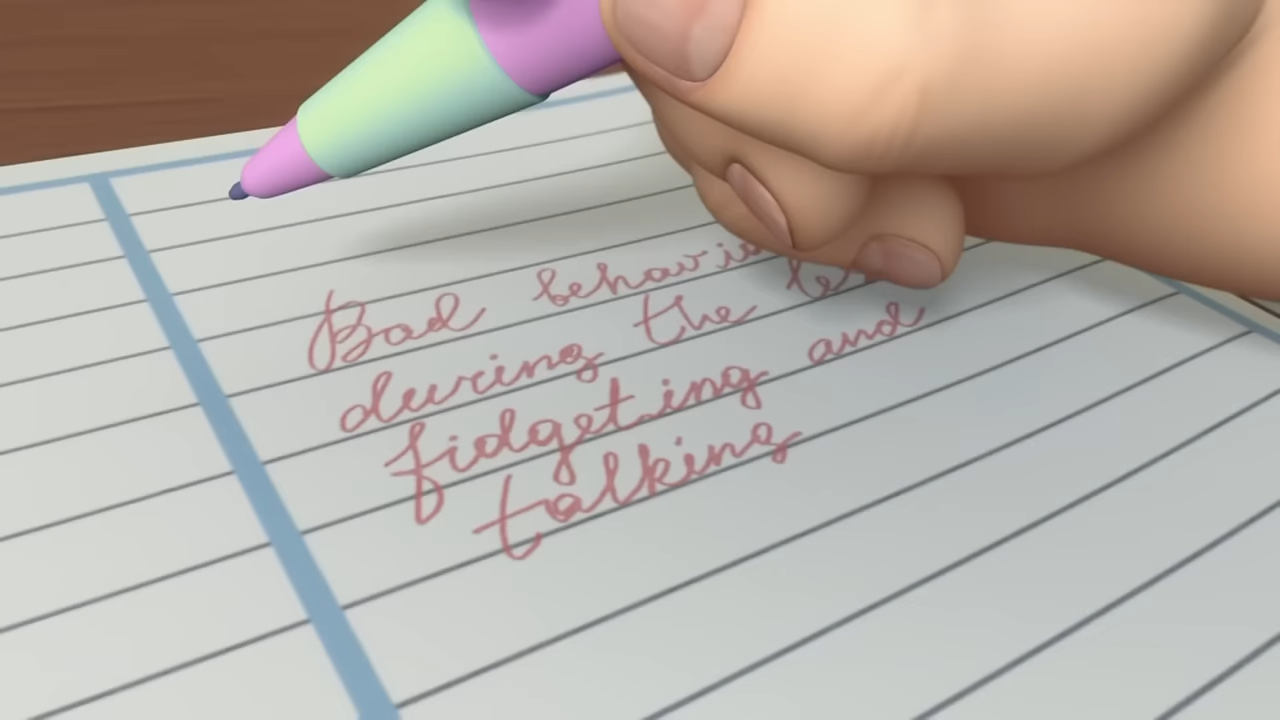 Bad
during the
fidgeting and
talking